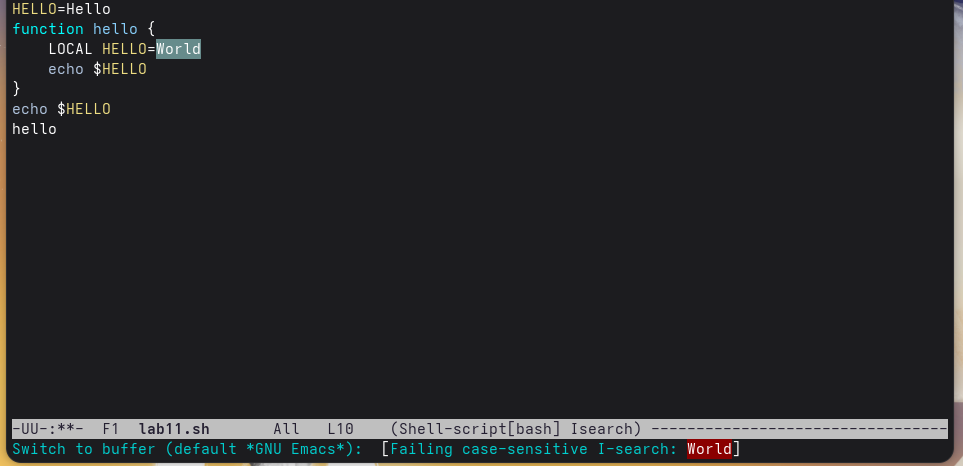 HELLO=Hello
function hello {
    LOCAL HELLO=World
    echo $HELLO
}
echo $HELLO
hello
-UU-:**-  F1  lab11.sh       All   L10    (Shell-script[bash] Isearch) ---------------------------------
Switch to buffer (default *GNU Emacs*):  [Failing case-sensitive I-search: World]